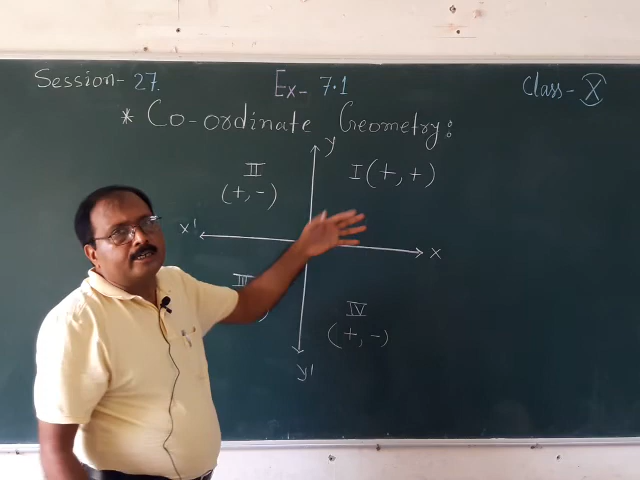 Session- 27.
Ex- 7.1
Class- X
* Co-ordinate Geometry:
y
II
I (+, +)
(+, -)
x'
x
III
)
IV
(+, -)
y'